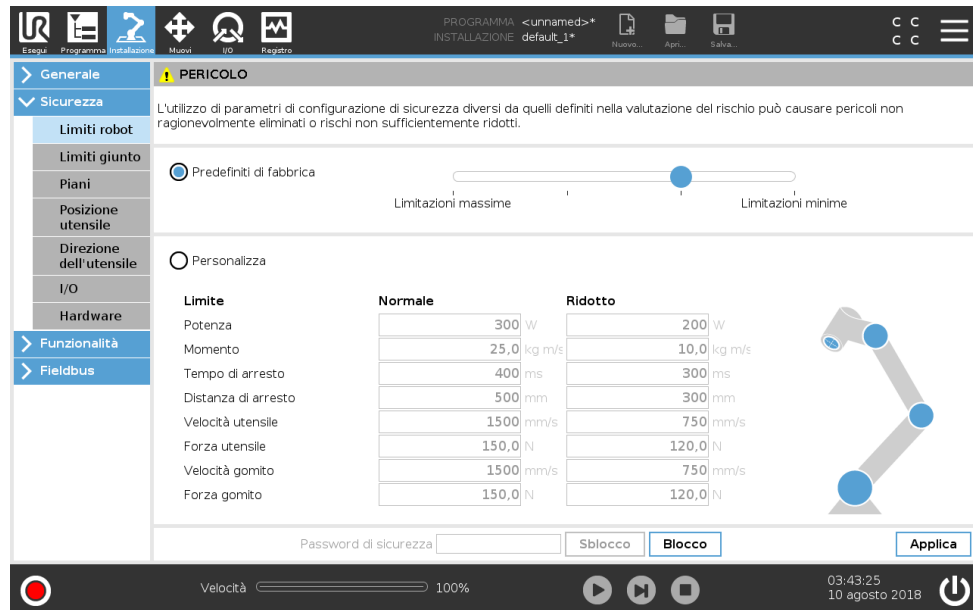 UR
PROGRAMMA <unnamed>*
INSTALLAZIONE default_1*
Esegui Programma Installazione Muovi I/O Registro
Nuovo... Apri... Salva...
C C
C C
Generale
Sicurezza
Limiti robot
Limiti giunto
Piani
Posizione
utensile
Direzione
dell'utensile
I/O
Hardware
Funzionalità
Fieldbus
PERICOLO
L'utilizzo di parametri di configurazione di sicurezza diversi da quelli definiti nella valutazione del rischio può causare pericoli non
ragionevolmente eliminati o rischi non sufficientemente ridotti.
Predefiniti di fabbrica
Limitazioni massime Limitazioni minime
Personalizza
Limite Normale Ridotto
Potenza 300 W 200 W
Momento 25,0 kg m/s 10,0 kg m/s
Tempo di arresto 400 ms 300 ms
Distanza di arresto 500 mm 300 mm
Velocità utensile 1500 mm/s 750 mm/s
Forza utensile 150,0 N 120,0 N
Velocità gomito 1500 mm/s 750 mm/s
Forza gomito 150,0 N 120,0 N
Password di sicurezza Sblocco Blocco Applica
Velocità 100%
03:43:25
10 agosto 2018